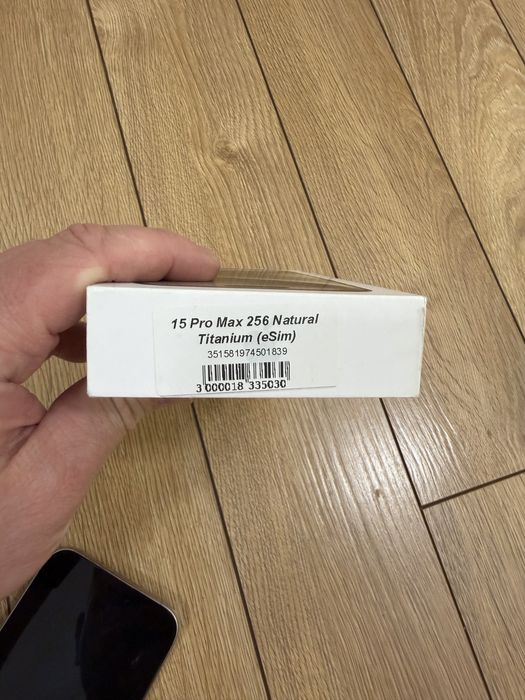 15 Pro Max 256 Natural
Titanium (eSim)
351581974501839
3 000018 335030